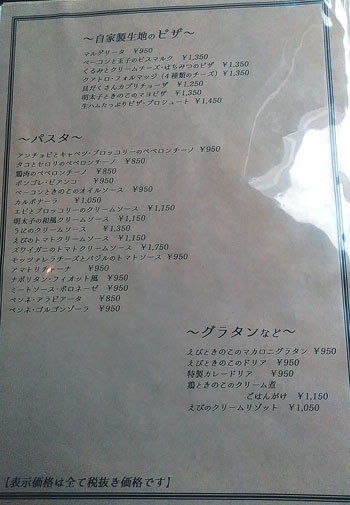 ～自家製生地のピザ～
マルゲリータ ¥950
ベーコンと玉子のビスマルク ¥1,350
くるみとクリームチーズ・はちみつのピザ ¥1,350
クアトロ・フォルマッジ(4種類のチーズ) ¥1,350
具だくさんカプリチョーザ ¥1,250
明太子ときのこのマヨピザ ¥1,350
生ハムたっぷりピザ・プロシュート ¥1,450
～パスタ～
アンチョビとキャベツ・ブロッコリーのペペロンチーノ ¥950
タコとセロリのペペロンチーノ ¥850
鶏肉のペペロンチーノ ¥850
ボンゴレ・ビアンコ ¥950
ベーコンときのこのオイルソース ¥950
カルボナーラ ¥1,050
エビとブロッコリーのクリームソース ¥1,150
明太子の和風クリームソース ¥1,150
うにのクリームソース ¥1,350
えびのトマトクリームソース ¥1,150
ズワイガニのトマトクリームソース ¥1,750
モッツァレラチーズとバジルのトマトソース ¥950
アマトリチャーナ ¥950
ナポリタン・フィオット風 ¥950
ミートソース・ボロネーゼ ¥950
ペンネ・アラビアータ ¥850
ペンネ・ゴルゴンゾーラ ¥950
～グラタンなど～
えびときのこのマカロニグラタン ¥950
えびときのこのドリア ¥950
特製カレードリア ¥950
鶏ときのこのクリーム煮
ごはんがけ ¥1,150
えびのクリームリゾット ¥1,050
【表示価格は全て税抜き価格です】